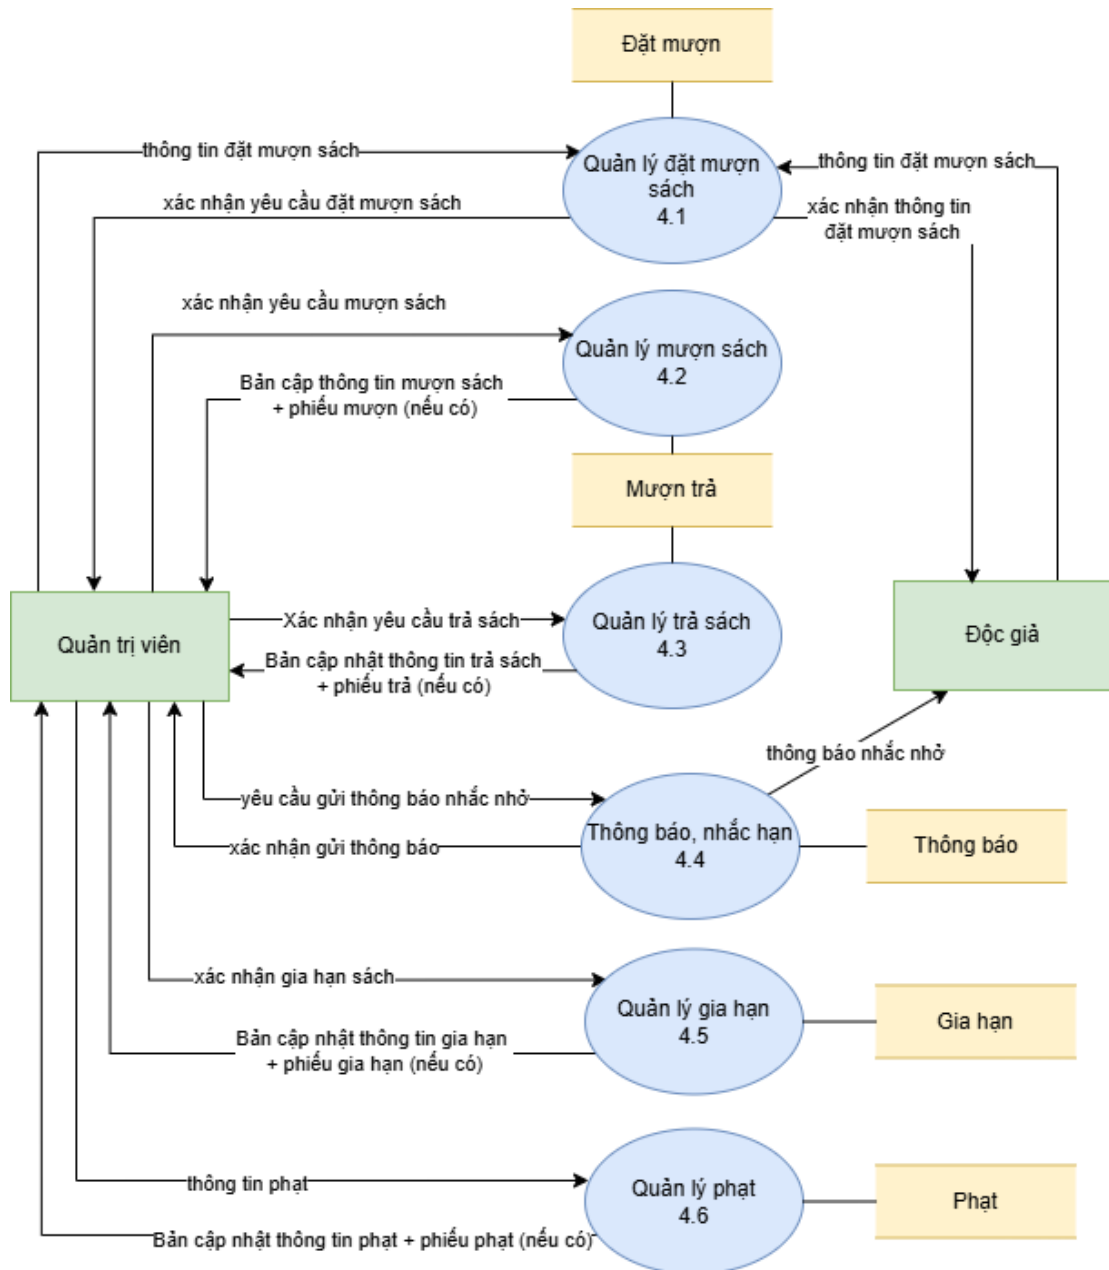 Đặt mượn
thông tin đặt mượn sách
Quản lý đặt mượn
sách
4.1
thông tin đặt mượn sách
xác nhận yêu cầu đặt mượn sách
xác nhận thông tin
đặt mượn sách
xác nhận yêu cầu mượn sách
Quản lý mượn sách
4.2
Bản cập thông tin mượn sách
+ phiếu mượn (nếu có)
Mượn trả
Quản trị viên
Xác nhận yêu cầu trả sách
Quản lý trả sách
4.3
Độc giả
Bản cập nhật thông tin trả sách
+ phiếu trả (nếu có)
thông báo nhắc nhở
yêu cầu gửi thông báo nhắc nhở
Thông báo, nhắc hạn
4.4
Thông báo
xác nhận gửi thông báo
xác nhận gia hạn sách
Quản lý gia hạn
4.5
Gia hạn
Bản cập nhật thông tin gia hạn
+ phiếu gia hạn (nếu có)
thông tin phạt
Quản lý phạt
4.6
Phạt
Bản cập nhật thông tin phạt + phiếu phạt (nếu có)